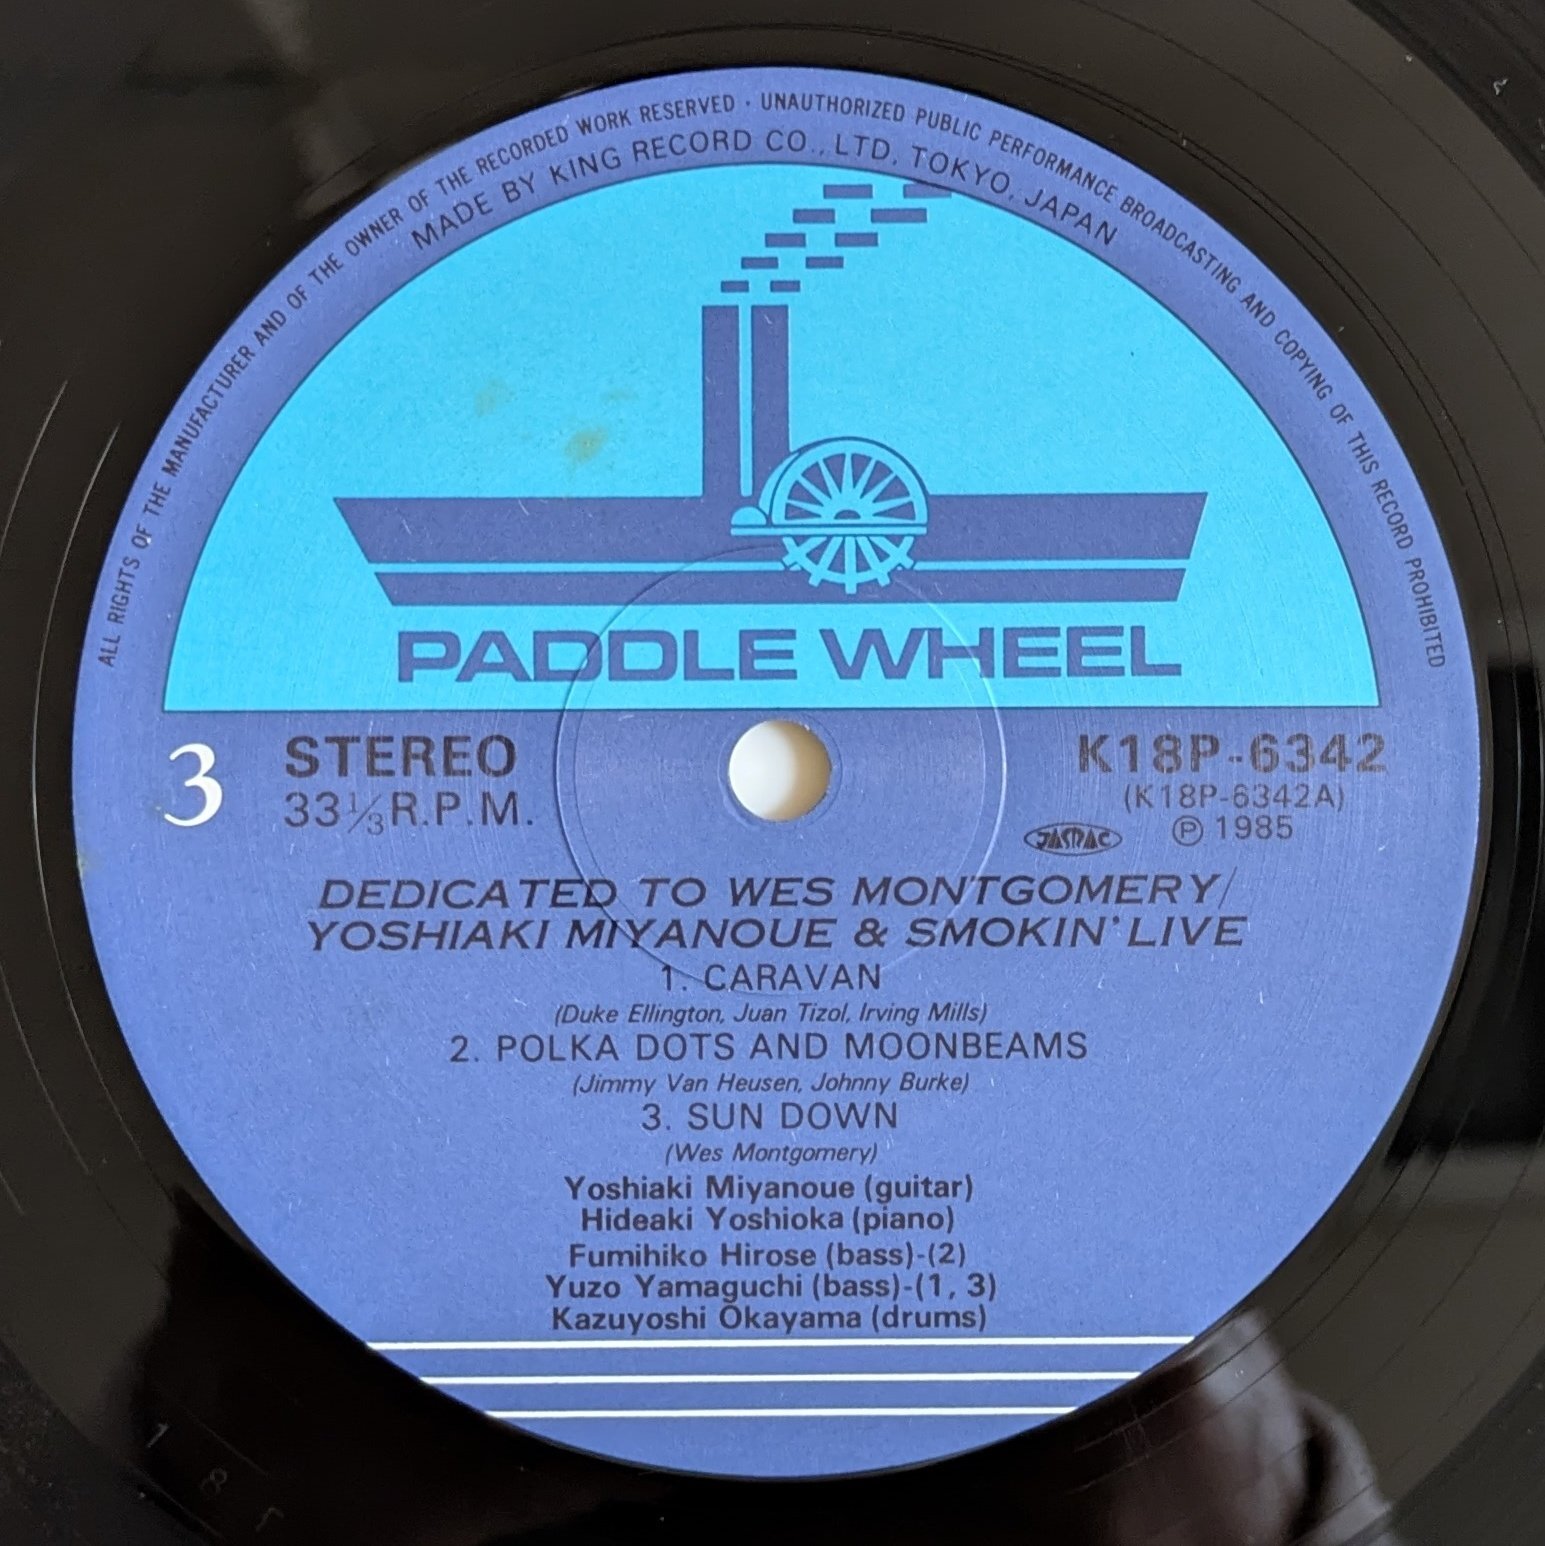 ALL RIGHTS OF THE MANUFACTURER AND OF THE OWNER OF THE RECORDED WORK RESERVED · UNAUTHORIZED PUBLIC PERFORMANCE BROADCASTING AND COPYING OF THIS RECORD PROHIBITED
MADE BY KING RECORD CO., LTD. TOKYO, JAPAN
PADDLE WHEEL
3
STEREO
33⅓ R.P.M.
K18P-6342
(K18P-6342A)
JASRAC
Ⓟ 1985
DEDICATED TO WES MONTGOMERY/
YOSHIAKI MIYANOUE & SMOKIN' LIVE
1. CARAVAN
(Duke Ellington, Juan Tizol, Irving Mills)
2. POLKA DOTS AND MOONBEAMS
(Jimmy Van Heusen, Johnny Burke)
3. SUN DOWN
(Wes Montgomery)
Yoshiaki Miyanoue (guitar)
Hideaki Yoshioka (piano)
Fumihiko Hirose (bass)-(2)
Yuzo Yamaguchi (bass)-(1, 3)
Kazuyoshi Okayama (drums)